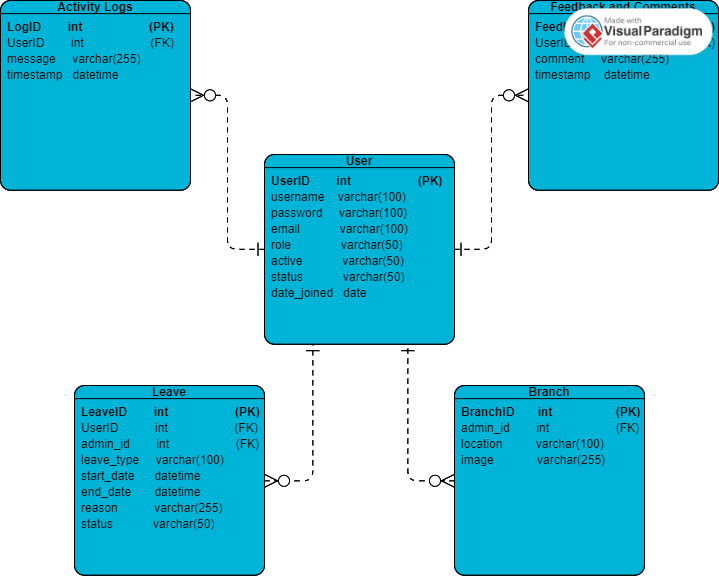 Activity Logs
LogID int (PK)
UserID int (FK)
message varchar(255)
timestamp datetime
Feedback and Comments
comment varchar(255)
timestamp datetime
Made with
Visual Paradigm
For non-commercial use
User
UserID int (PK)
username varchar(100)
password varchar(100)
email varchar(100)
role varchar(50)
active varchar(50)
status varchar(50)
date_joined date
Leave
LeaveID int (PK)
UserID int (FK)
admin_id int (FK)
leave_type varchar(100)
start_date datetime
end_date datetime
reason varchar(255)
status varchar(50)
Branch
BranchID int (PK)
admin_id int (FK)
location varchar(100)
image varchar(255)